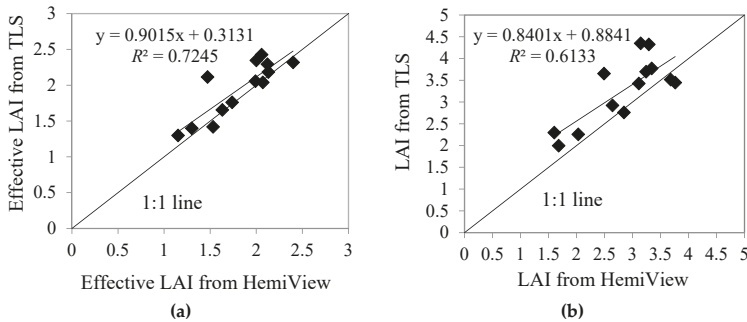 3
2.5
2
1.5
1
0.5
0
y = 0.9015x + 0.3131
R² = 0.7245
1:1 line
0 0.5 1 1.5 2 2.5 3
Effective LAI from TLS
Effective LAI from HemiView
(a)
5
4.5
4
3.5
3
2.5
2
1.5
1
0.5
0
y = 0.8401x + 0.8841
R² = 0.6133
1:1 line
0 0.5 1 1.5 2 2.5 3 3.5 4 4.5 5
LAI from TLS
LAI from HemiView
(b)